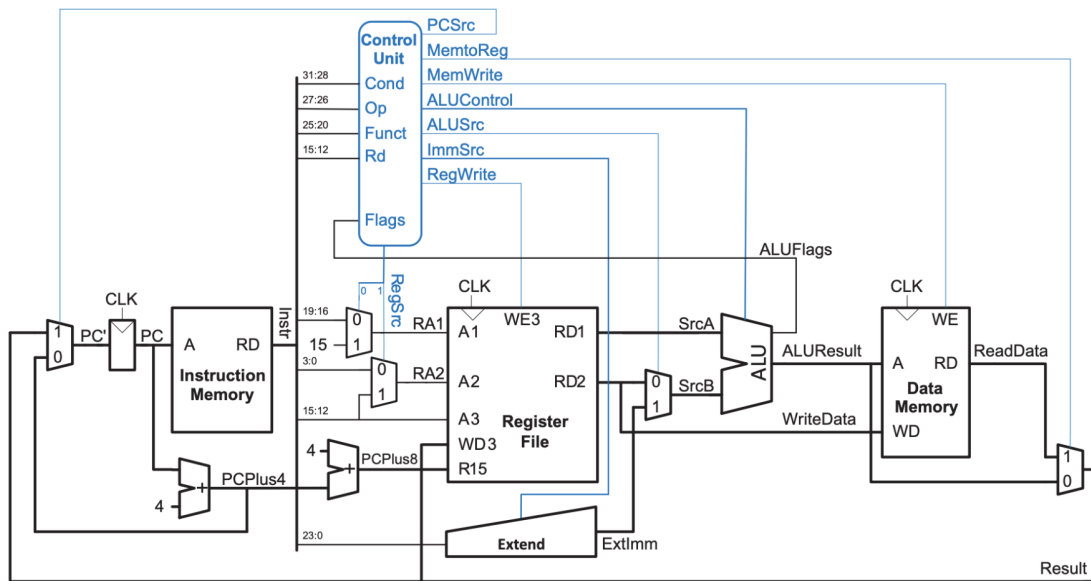 PCSrc
Control
Unit
MemtoReg
MemWrite
31:28
Cond
27:26
Op
ALUControl
25:20
Funct
ALUSrc
15:12
Rd
ImmSrc
RegWrite
Flags
ALUFlags
RegSrc
0 1
CLK
Instr
CLK
CLK
19:16
0
RA1
A1
WE3
RD1
SrcA
WE
1
PC'
PC
A
RD
15
1
ALU
ALUResult
A
RD
ReadData
0
Instruction
Memory
3:0
0
RA2
A2
RD2
0
SrcB
1
Data
Memory
1
15:12
A3
Register
File
WriteData
WD
4
PCPlus8
WD3
+
R15
1
0
+
PCPlus4
4
23:0
Extend
ExtImm
Result